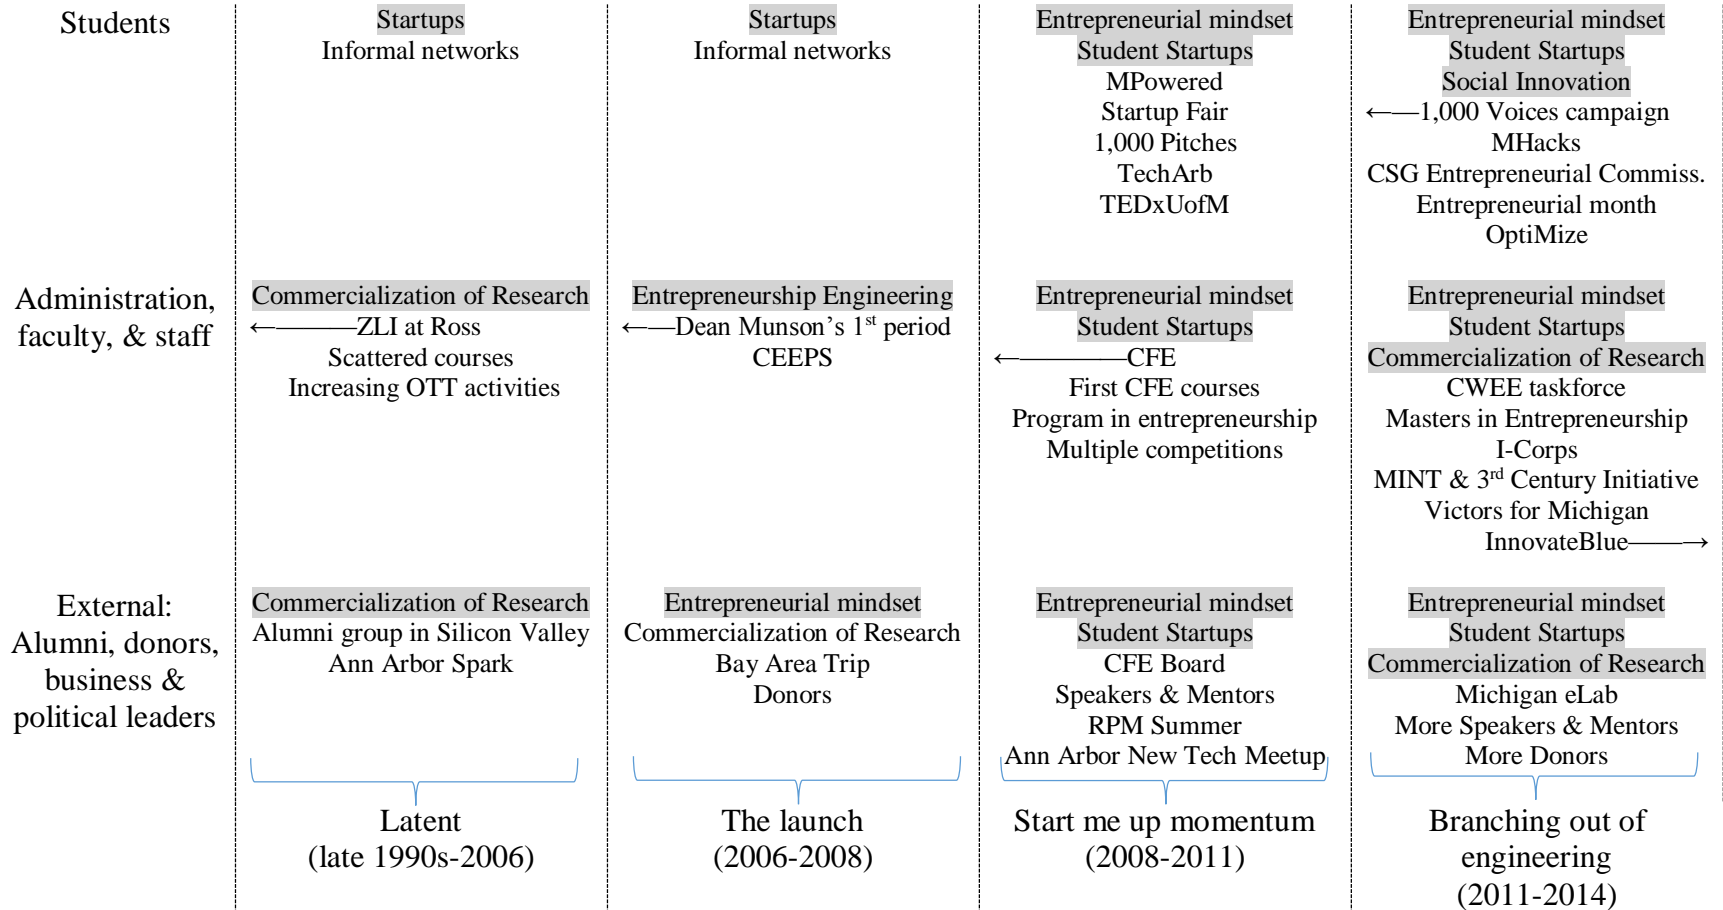 Students
Startups
Informal networks
Startups
Informal networks
Entrepreneurial mindset
Student Startups
MPowered
Startup Fair
1,000 Pitches
TechArb
TEDxUofM
Entrepreneurial mindset
Student Startups
Social Innovation
←—1,000 Voices campaign
MHacks
CSG Entrepreneurial Commiss.
Entrepreneurial month
OptiMize
Administration,
faculty, & staff
Commercialization of Research
←———ZLI at Ross
Scattered courses
Increasing OTT activities
Entrepreneurship Engineering
←—Dean Munson’s 1st period
CEEPS
Entrepreneurial mindset
Student Startups
←————CFE
First CFE courses
Program in entrepreneurship
Multiple competitions
Entrepreneurial mindset
Student Startups
Commercialization of Research
CWEE taskforce
Masters in Entrepreneurship
I-Corps
MINT & 3rd Century Initiative
Victors for Michigan
InnovateBlue——→
External:
Alumni, donors,
business &
political leaders
Commercialization of Research
Alumni group in Silicon Valley
Ann Arbor Spark
Entrepreneurial mindset
Commercialization of Research
Bay Area Trip
Donors
Entrepreneurial mindset
Student Startups
CFE Board
Speakers & Mentors
RPM Summer
Ann Arbor New Tech Meetup
Entrepreneurial mindset
Student Startups
Commercialization of Research
Michigan eLab
More Speakers & Mentors
More Donors
Latent
(late 1990s-2006)
The launch
(2006-2008)
Start me up momentum
(2008-2011)
Branching out of
engineering
(2011-2014)